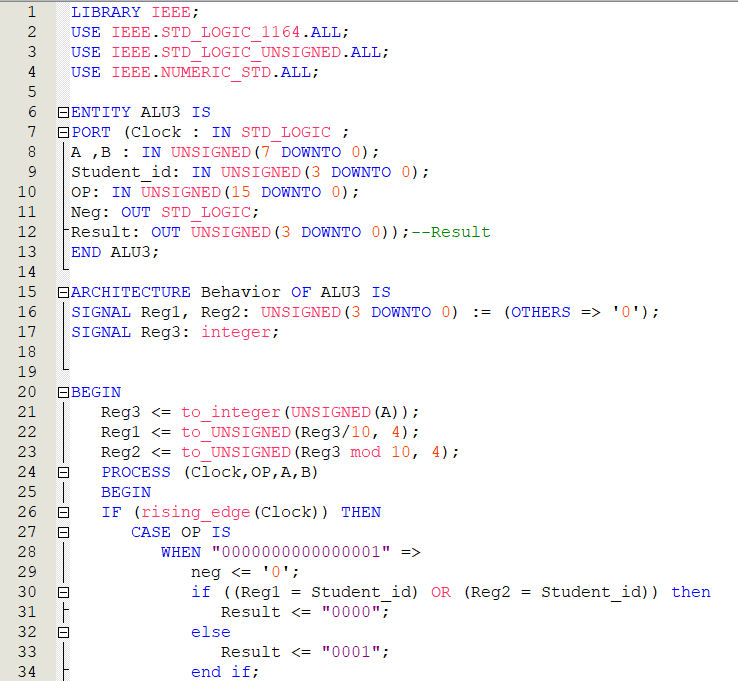 1 LIBRARY IEEE;
2 USE IEEE.STD_LOGIC_1164.ALL;
3 USE IEEE.STD_LOGIC_UNSIGNED.ALL;
4 USE IEEE.NUMERIC_STD.ALL;
5
6 ENTITY ALU3 IS
7 PORT (Clock : IN STD_LOGIC ;
8 A ,B : IN UNSIGNED(7 DOWNTO 0);
9 Student_id: IN UNSIGNED(3 DOWNTO 0);
10 OP: IN UNSIGNED(15 DOWNTO 0);
11 Neg: OUT STD_LOGIC;
12 Result: OUT UNSIGNED(3 DOWNTO 0));--Result
13 END ALU3;
14
15 ARCHITECTURE Behavior OF ALU3 IS
16 SIGNAL Reg1, Reg2: UNSIGNED(3 DOWNTO 0) := (OTHERS => '0');
17 SIGNAL Reg3: integer;
18
19
20 BEGIN
21 Reg3 <= to_integer(UNSIGNED(A));
22 Reg1 <= to_UNSIGNED(Reg3/10, 4);
23 Reg2 <= to_UNSIGNED(Reg3 mod 10, 4);
24 PROCESS (Clock,OP,A,B)
25 BEGIN
26 IF (rising_edge(Clock)) THEN
27 CASE OP IS
28 WHEN "0000000000000001" =>
29 neg <= '0';
30 if ((Reg1 = Student_id) OR (Reg2 = Student_id)) then
31 Result <= "0000";
32 else
33 Result <= "0001";
34 end if;